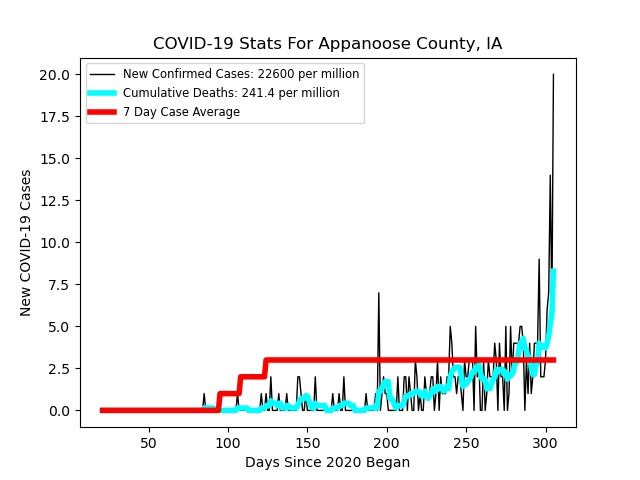 COVID-19 Stats For Appanoose County, IA
New Confirmed Cases: 22600 per million
Cumulative Deaths: 241.4 per million
7 Day Case Average
20.0
17.5
15.0
12.5
10.0
7.5
5.0
2.5
0.0
New COVID-19 Cases
50 100 150 200 250 300
Days Since 2020 Began